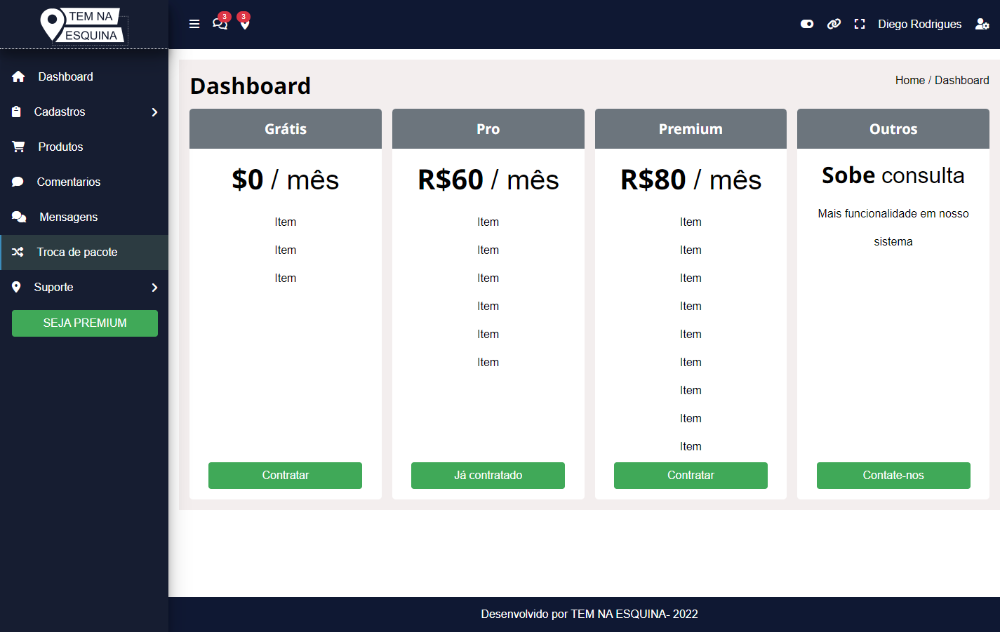 TEM NA
ESQUINA
3
3
Diego Rodrigues
Dashboard
Cadastros
Produtos
Comentarios
Mensagens
Troca de pacote
Suporte
SEJA PREMIUM
Dashboard
Home / Dashboard
Grátis
$0 / mês
Item
Item
Item
Contratar
Pro
R$60 / mês
Item
Item
Item
Item
Item
Item
Já contratado
Premium
R$80 / mês
Item
Item
Item
Item
Item
Item
Item
Item
Item
Contratar
Outros
Sobe consulta
Mais funcionalidade em nosso
sistema
Contate-nos
Desenvolvido por TEM NA ESQUINA- 2022